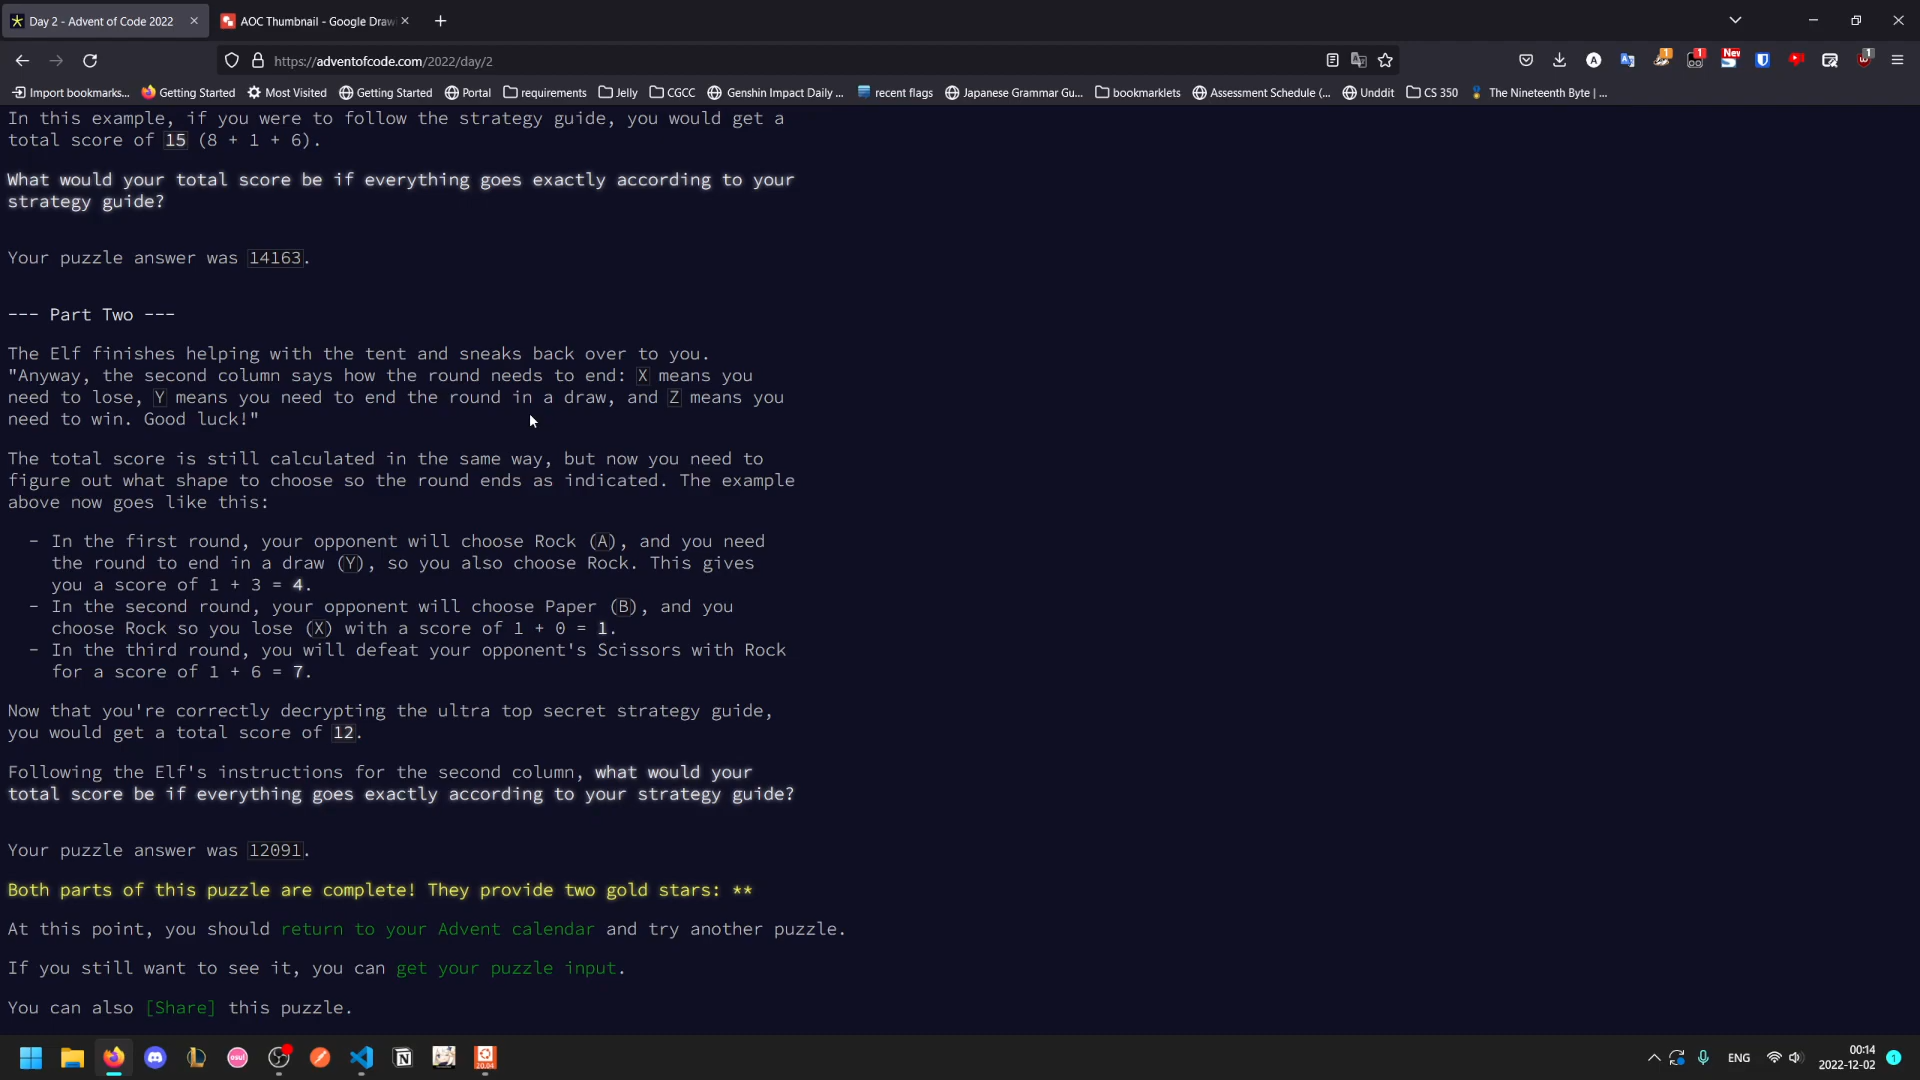 Day 2 - Advent of Code 2022
AOC Thumbnail - Google Draw
https://adventofcode.com/2022/day/2
1
1
New
1
Import bookmarks...
Getting Started
Most Visited
Getting Started
Portal
requirements
Jelly
CGCC
Genshin Impact Daily ...
recent flags
Japanese Grammar Gu...
bookmarklets
Assessment Schedule (...
Unddit
CS 350
The Nineteenth Byte | ...
In this example, if you were to follow the strategy guide, you would get a
total score of 15 (8 + 1 + 6).
What would your total score be if everything goes exactly according to your
strategy guide?
Your puzzle answer was 14163.
--- Part Two ---
The Elf finishes helping with the tent and sneaks back over to you.
"Anyway, the second column says how the round needs to end: X means you
need to lose, Y means you need to end the round in a draw, and Z means you
need to win. Good luck!"
The total score is still calculated in the same way, but now you need to
figure out what shape to choose so the round ends as indicated. The example
above now goes like this:
- In the first round, your opponent will choose Rock (A), and you need
the round to end in a draw (Y), so you also choose Rock. This gives
you a score of 1 + 3 = 4.
- In the second round, your opponent will choose Paper (B), and you
choose Rock so you lose (X) with a score of 1 + 0 = 1.
- In the third round, you will defeat your opponent's Scissors with Rock
for a score of 1 + 6 = 7.
Now that you're correctly decrypting the ultra top secret strategy guide,
you would get a total score of 12.
Following the Elf's instructions for the second column, what would your
total score be if everything goes exactly according to your strategy guide?
Your puzzle answer was 12091.
Both parts of this puzzle are complete! They provide two gold stars: **
At this point, you should return to your Advent calendar and try another puzzle.
If you still want to see it, you can get your puzzle input.
You can also [Share] this puzzle.
osu!
20.04
ENG
00:14
2022-12-02
1